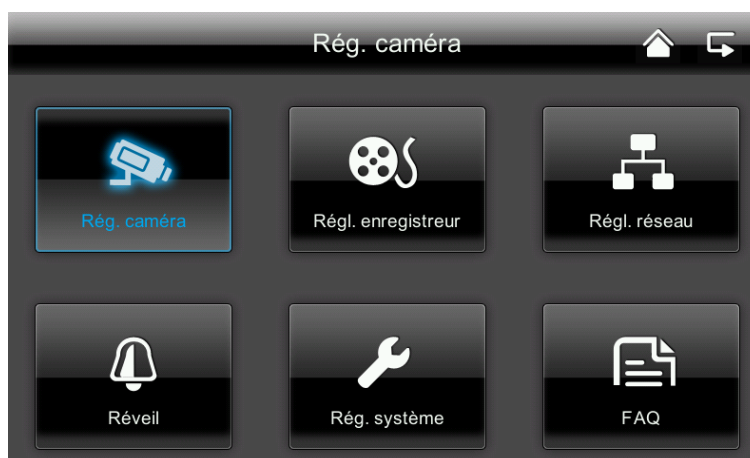 Rég. caméra
Rég. caméra
Régl. enregistreur
Régl. réseau
Réveil
Rég. système
FAQ